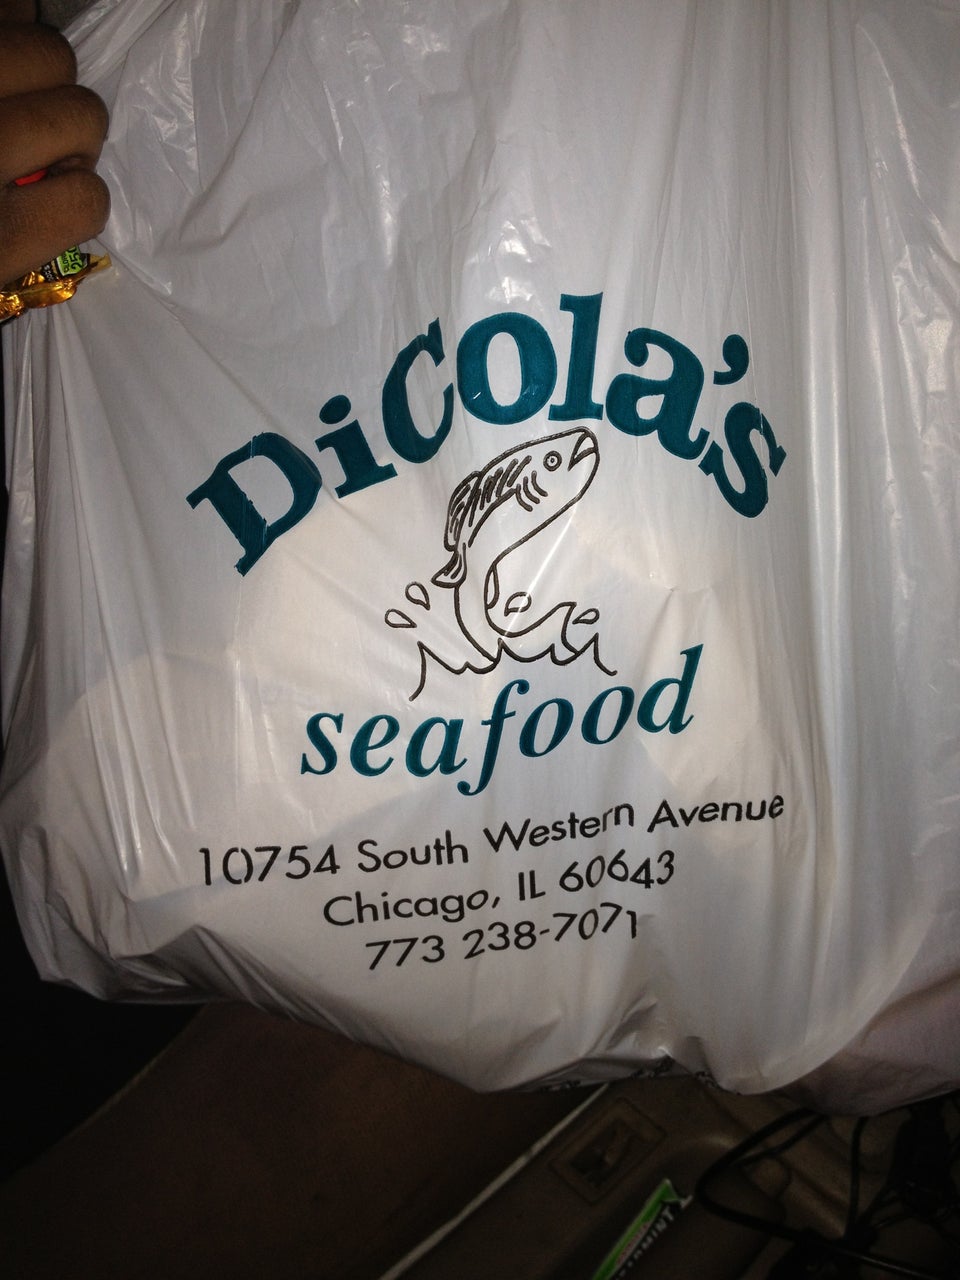 DiCola's
seafood
10754 South Western Avenue
Chicago, IL 60643
773 238-7071